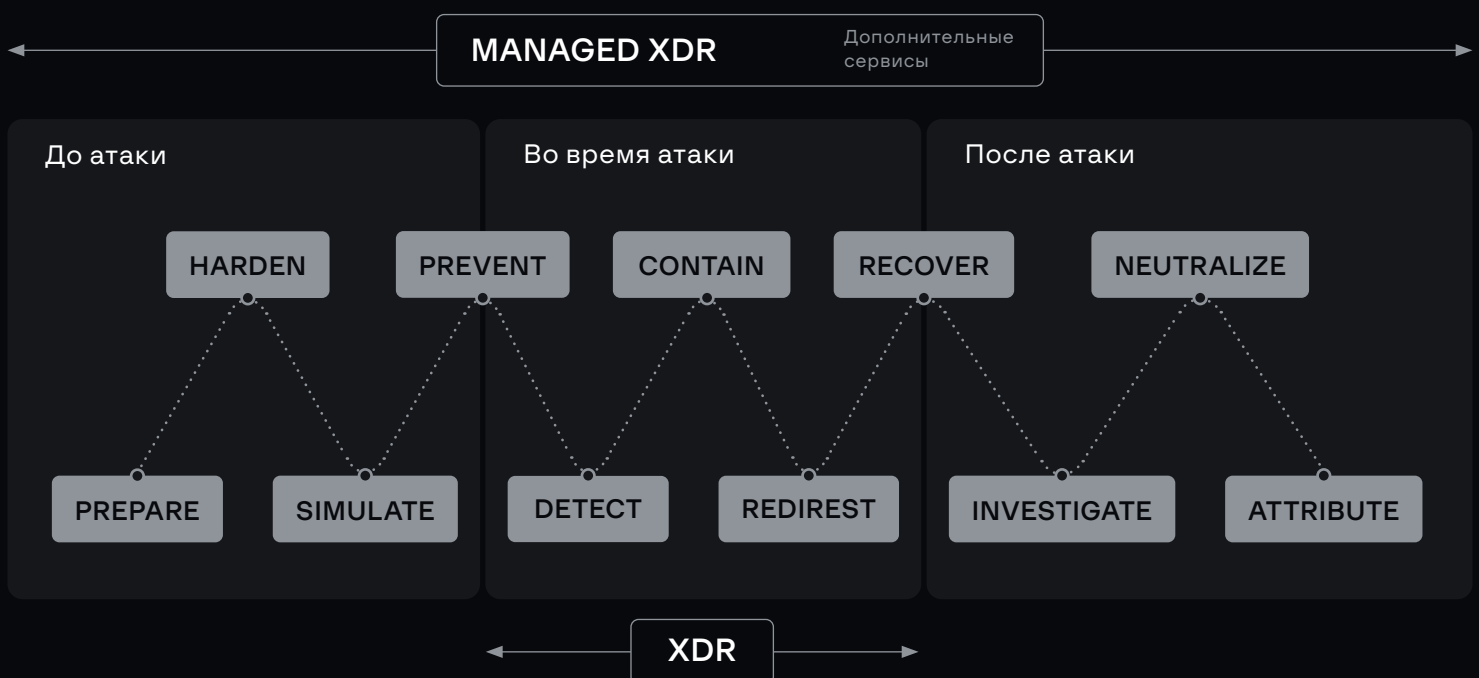 MANAGED XDR
Дополнительные
сервисы
До атаки
Во время атаки
После атаки
HARDEN
PREVENT
CONTAIN
RECOVER
NEUTRALIZE
PREPARE
SIMULATE
DETECT
REDIREST
INVESTIGATE
ATTRIBUTE
XDR